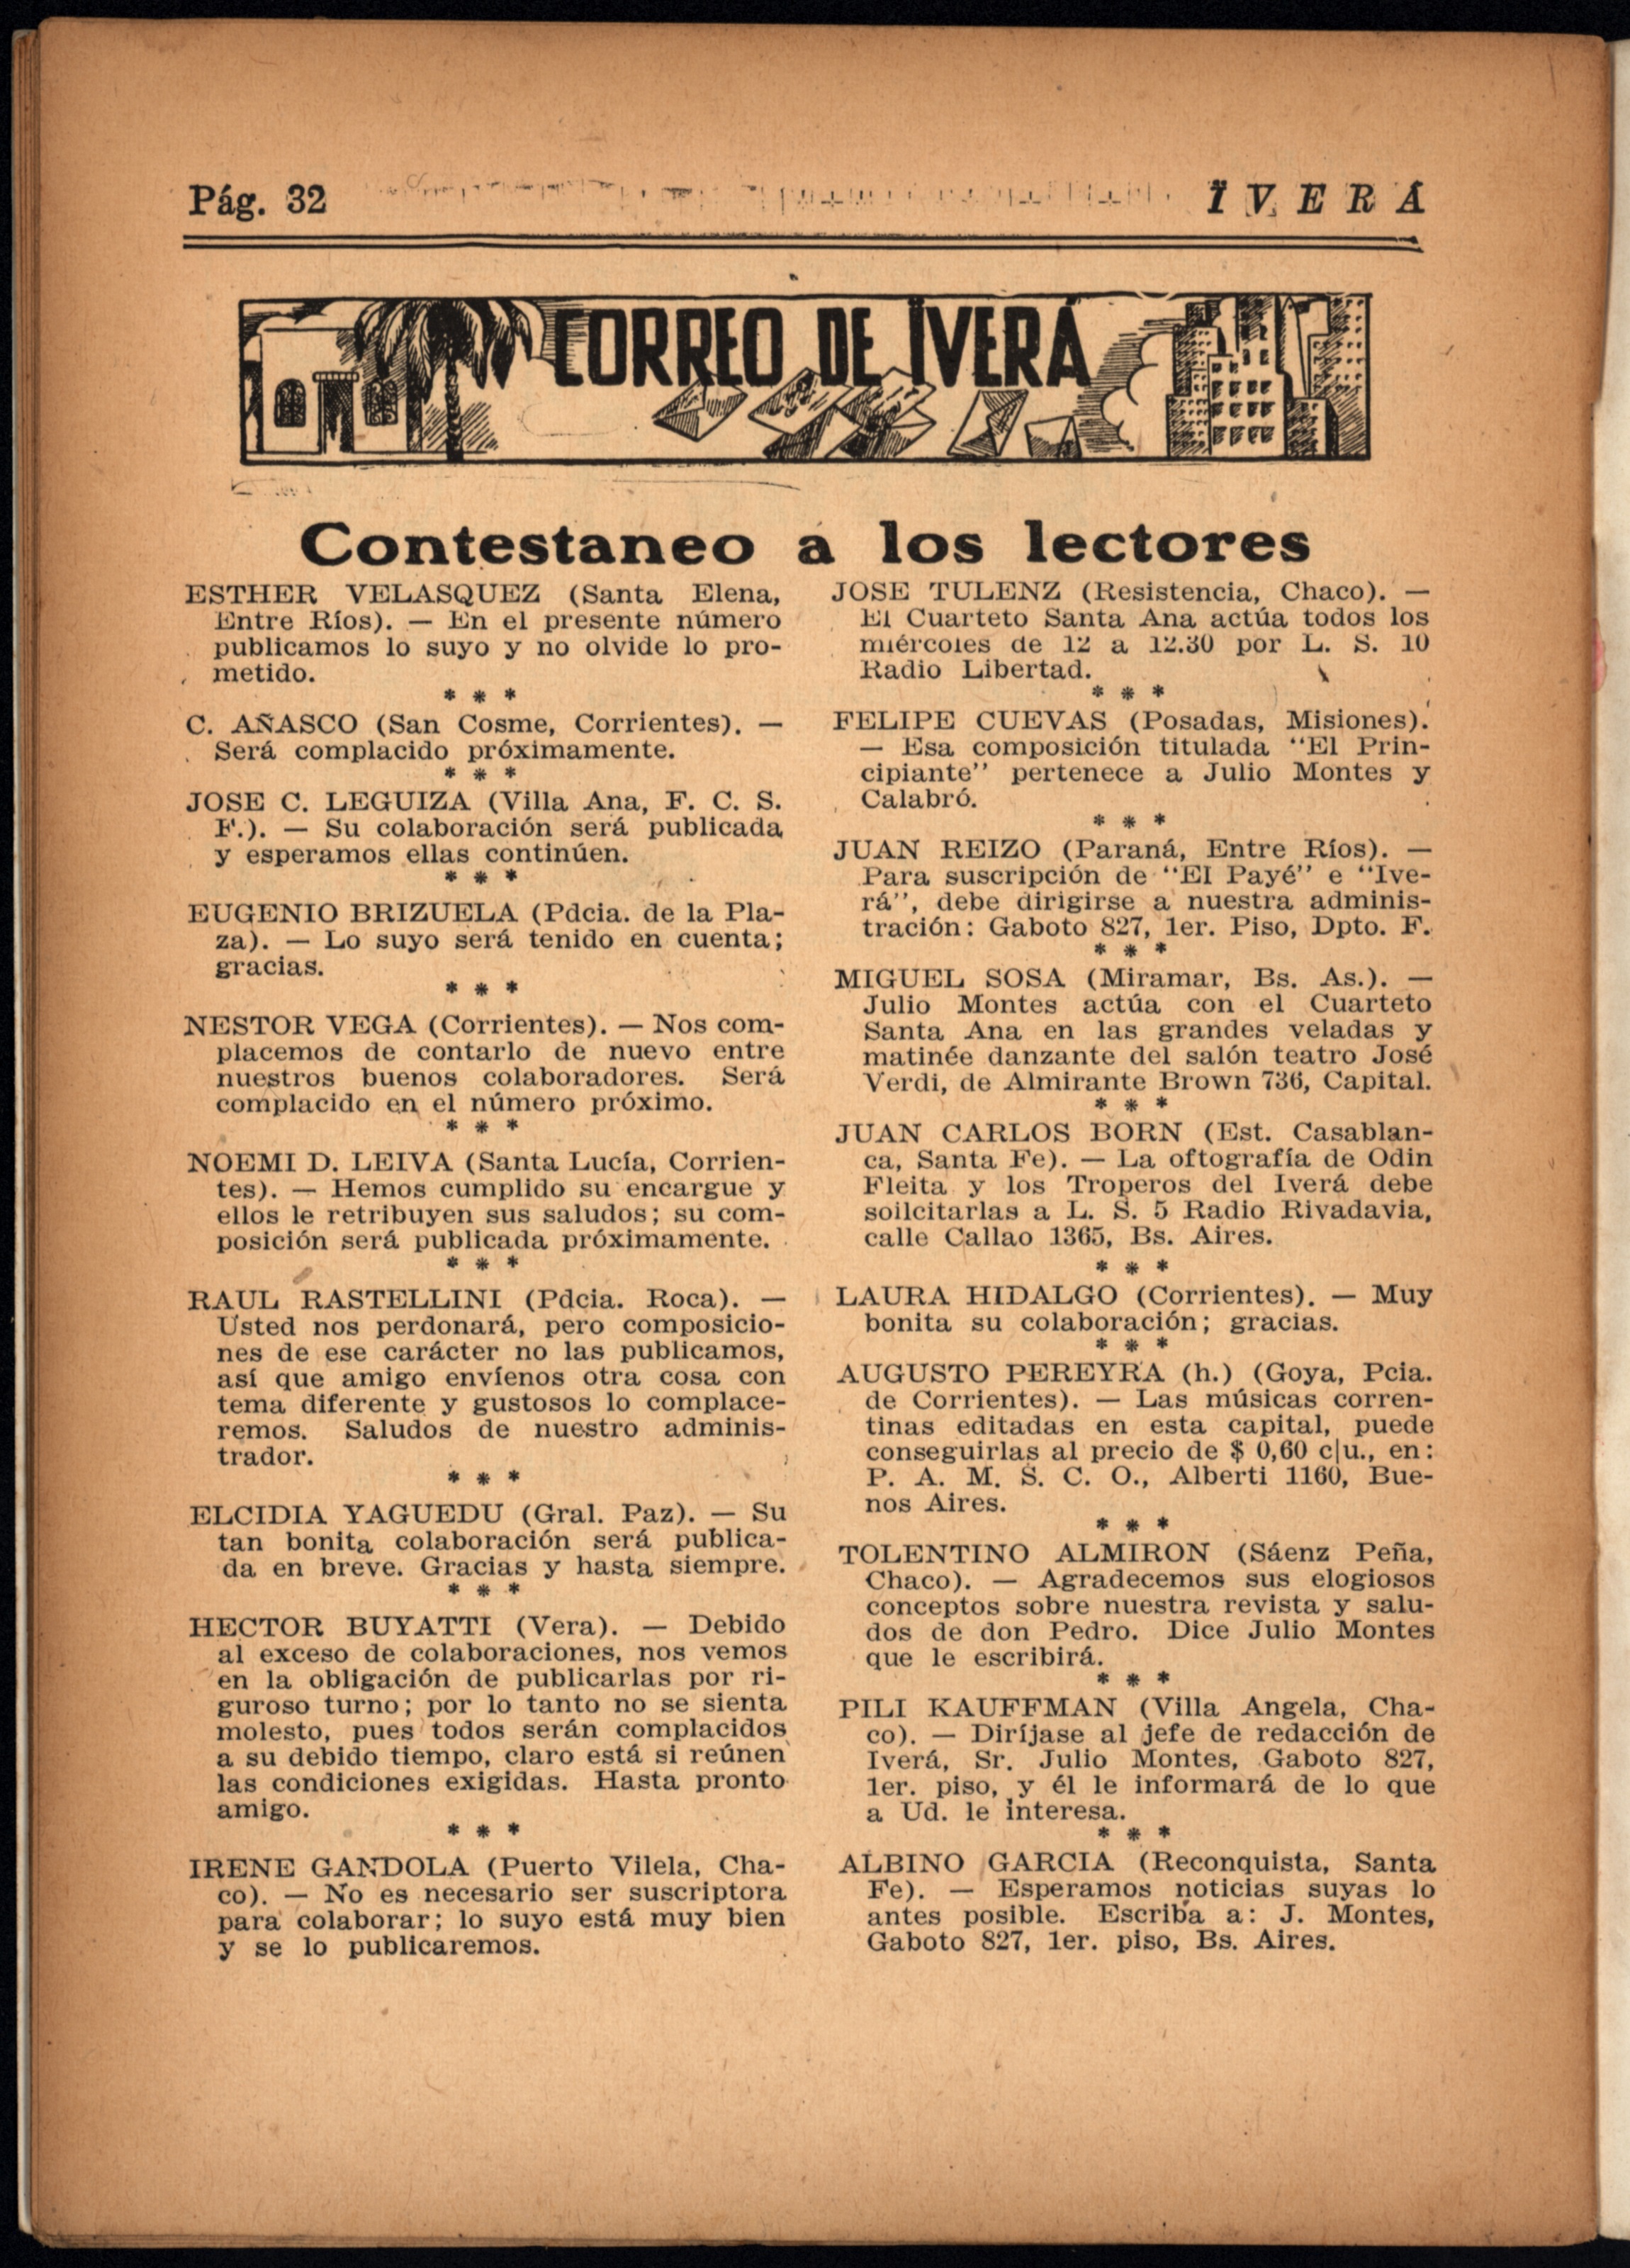 Pág. 32
IVERÁ
CORREO DE IVERÁ
Contestaneo a los lectores
ESTHER VELASQUEZ (Santa Elena,
Entre Ríos). — En el presente número
publicamos lo suyo y no olvide lo pro-
metido.
* * *
C. AÑASCO (San Cosme, Corrientes). —
Será complacido próximamente.
* * *
JOSE C. LEGUIZA (Villa Ana, F. C. S.
F.). — Su colaboración será publicada
y esperamos ellas continúen.
* * *
EUGENIO BRIZUELA (Pdcia. de la Pla-
za). — Lo suyo será tenido en cuenta;
gracias.
* * *
NESTOR VEGA (Corrientes). — Nos com-
placemos de contarlo de nuevo entre
nuestros buenos colaboradores. Será
complacido en el número próximo.
* * *
NOEMI D. LEIVA (Santa Lucía, Corrien-
tes). — Hemos cumplido su encargue y
ellos le retribuyen sus saludos; su com-
posición será publicada próximamente.
* * *
RAUL RASTELLINI (Pdcia. Roca). —
Usted nos perdonará, pero composicio-
nes de ese carácter no las publicamos,
así que amigo envíenos otra cosa con
tema diferente y gustosos lo complace-
remos. Saludos de nuestro adminis-
trador.
* * *
ELCIDIA YAGUEDU (Gral. Paz). — Su
tan bonita colaboración será publica-
da en breve. Gracias y hasta siempre.
* * *
HECTOR BUYATTI (Vera). — Debido
al exceso de colaboraciones, nos vemos
en la obligación de publicarlas por ri-
guroso turno; por lo tanto no se sienta
molesto, pues todos serán complacidos
a su debido tiempo, claro está si reúnen
las condiciones exigidas. Hasta pronto
amigo.
* * *
IRENE GANDOLA (Puerto Vilela, Cha-
co). — No es necesario ser suscriptora
para colaborar; lo suyo está muy bien
y se lo publicaremos.
JOSE TULENZ (Resistencia, Chaco). —
El Cuarteto Santa Ana actúa todos los
miércoles de 12 a 12.30 por L. S. 10
Radio Libertad.
* * *
FELIPE CUEVAS (Posadas, Misiones).
— Esa composición titulada "El Prin-
cipiante" pertenece a Julio Montes y
Calabró.
* * *
JUAN REIZO (Paraná, Entre Ríos). —
Para suscripción de "El Payé" e "Ive-
rá", debe dirigirse a nuestra adminis-
tración: Gaboto 827, 1er. Piso, Dpto. F.
* * *
MIGUEL SOSA (Miramar, Bs. As.). —
Julio Montes actúa con el Cuarteto
Santa Ana en las grandes veladas y
matinée danzante del salón teatro José
Verdi, de Almirante Brown 736, Capital.
* * *
JUAN CARLOS BORN (Est. Casablan-
ca, Santa Fe). — La oftografía de Odin
Fleita y los Troperos del Iverá debe
soilcitarlas a L. S. 5 Radio Rivadavia,
calle Callao 1365, Bs. Aires.
* * *
LAURA HIDALGO (Corrientes). — Muy
bonita su colaboración; gracias.
* * *
AUGUSTO PEREYRA (h.) (Goya, Pcia.
de Corrientes). — Las músicas corren-
tinas editadas en esta capital, puede
conseguirlas al precio de $ 0,60 c|u., en:
P. A. M. S. C. O., Alberti 1160, Bue-
nos Aires.
* * *
TOLENTINO ALMIRON (Sáenz Peña,
Chaco). — Agradecemos sus elogiosos
conceptos sobre nuestra revista y salu-
dos de don Pedro. Dice Julio Montes
que le escribirá.
* * *
PILI KAUFFMAN (Villa Angela, Cha-
co). — Diríjase al jefe de redacción de
Iverá, Sr. Julio Montes, Gaboto 827,
1er. piso, y él le informará de lo que
a Ud. le interesa.
* * *
ALBINO GARCIA (Reconquista, Santa
Fe). — Esperamos noticias suyas lo
antes posible. Escriba a: J. Montes,
Gaboto 827, 1er. piso, Bs. Aires.